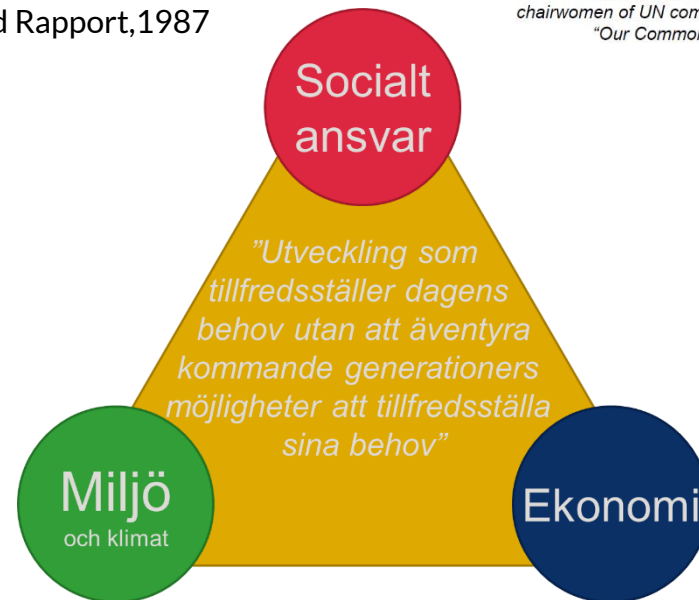 d Rapport,1987
chairwomen of UN com
"Our Common
Socialt
ansvar
"Utveckling som
tillfredsställer dagens
behov utan att äventyra
kommande generationers
möjligheter att tillfredsställa
sina behov"
Miljö
och klimat
Ekonomi